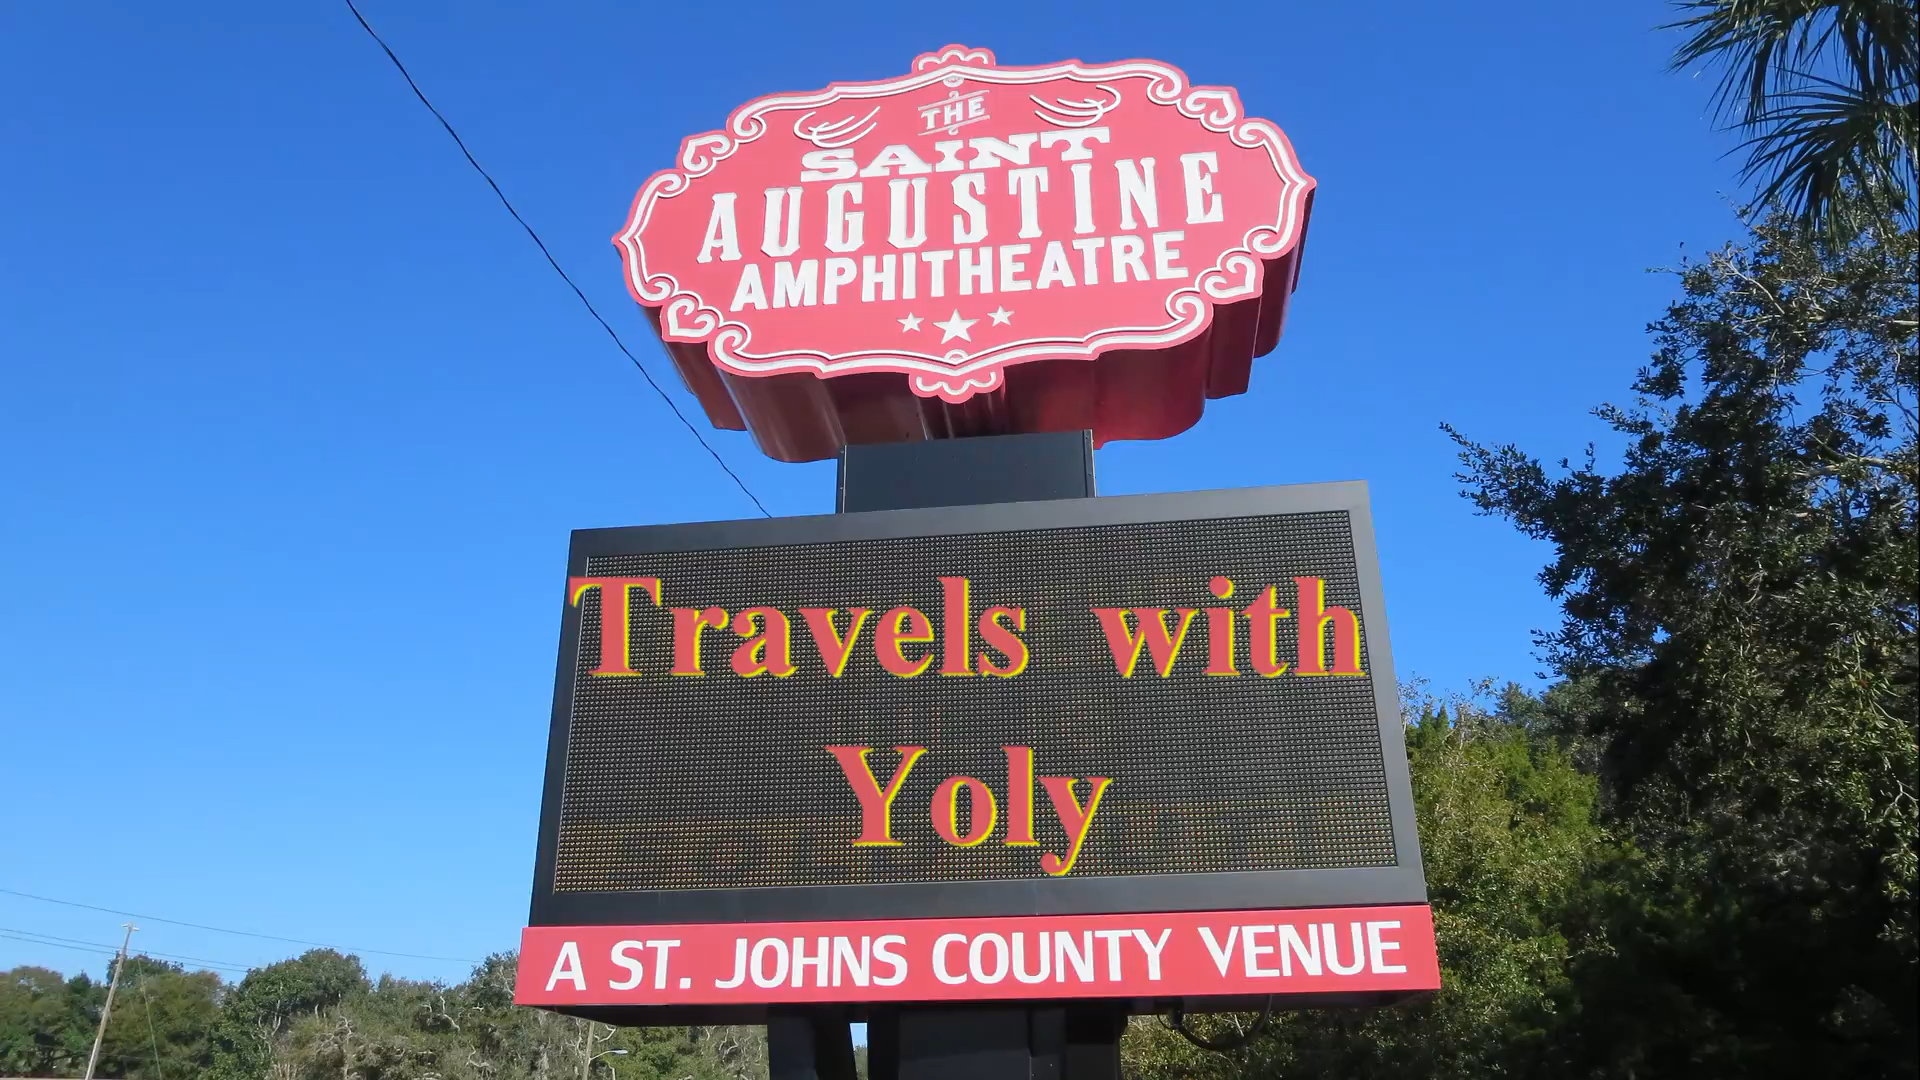 THE
SAINT
AUGUSTINE
AMPHITHEATRE
Travels with
Yoly
A ST. JOHNS COUNTY VENUE